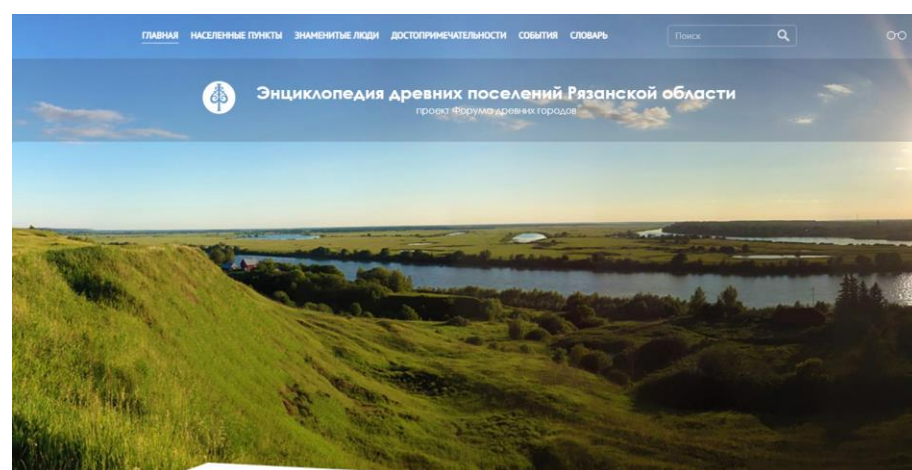 ГЛАВНАЯ НАСЕЛЕННЫЕ ПУНКТЫ ЗНАМЕНИТЫЕ ЛЮДИ ДОСТОПРИМЕЧАТЕЛЬНОСТИ СОБЫТИЯ СЛОВАРЬ Поиск
Энциклопедия древних поселений Рязанской области
проект Форума древних городов